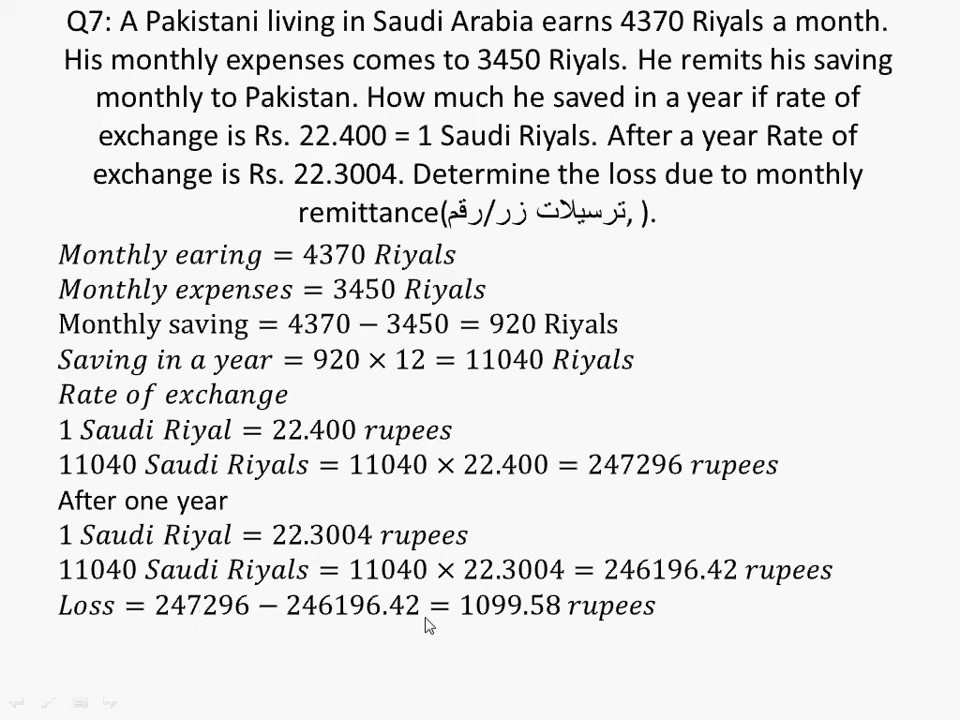 Q7: A Pakistani living in Saudi Arabia earns 4370 Riyals a month.
His monthly expenses comes to 3450 Riyals. He remits his saving
monthly to Pakistan. How much he saved in a year if rate of
exchange is Rs. 22.400 = 1 Saudi Riyals. After a year Rate of
exchange is Rs. 22.3004. Determine the loss due to monthly
remittance(ترسیلات زر/رقم, ).
Monthly earing = 4370 Riyals
Monthly expenses = 3450 Riyals
Monthly saving = 4370 − 3450 = 920 Riyals
Saving in a year = 920 × 12 = 11040 Riyals
Rate of exchange
1 Saudi Riyal = 22.400 rupees
11040 Saudi Riyals = 11040 × 22.400 = 247296 rupees
After one year
1 Saudi Riyal = 22.3004 rupees
11040 Saudi Riyals = 11040 × 22.3004 = 246196.42 rupees
Loss = 247296 − 246196.42 = 1099.58 rupees